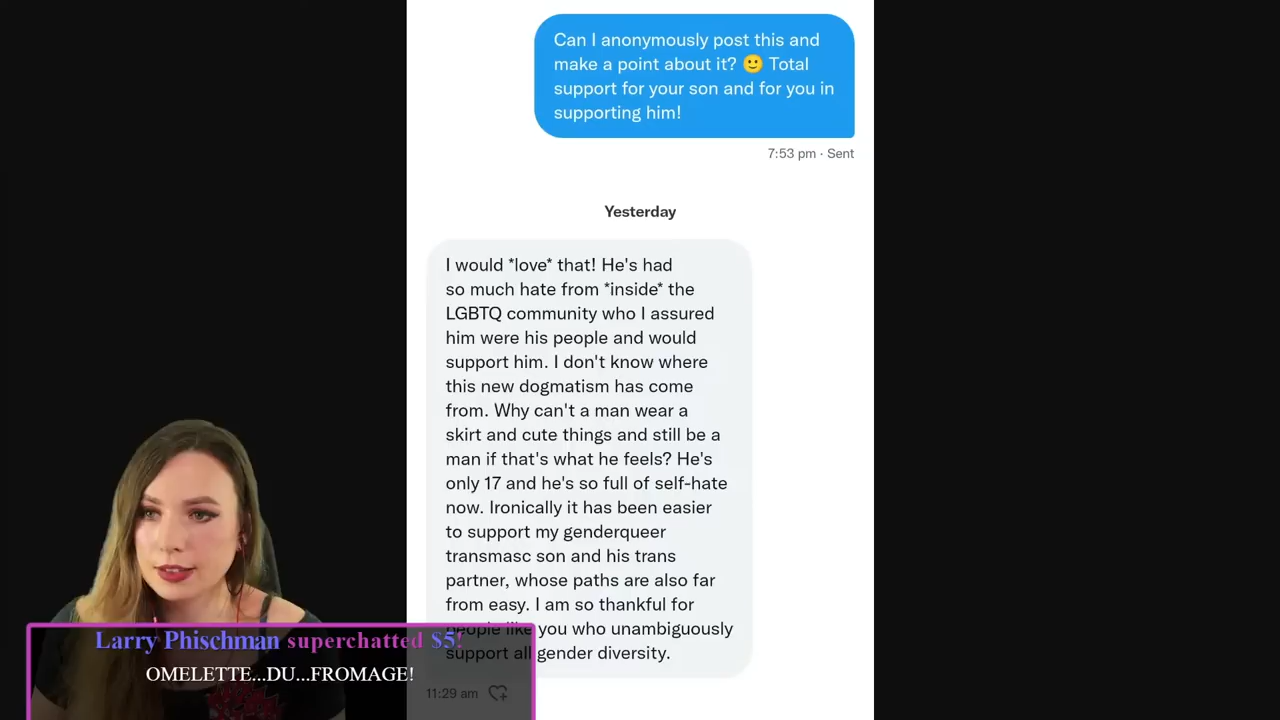 Can I anonymously post this and
make a point about it? 🙂 Total
support for your son and for you in
supporting him!
7:53 pm · Sent
Yesterday
I would *love* that! He's had
so much hate from *inside* the
LGBTQ community who I assured
him were his people and would
support him. I don't know where
this new dogmatism has come
from. Why can't a man wear a
skirt and cute things and still be a
man if that's what he feels? He's
only 17 and he's so full of self-hate
now. Ironically it has been easier
to support my genderqueer
transmasc son and his trans
partner, whose paths are also far
from easy. I am so thankful for
people like you who unambiguously
support all gender diversity.
11:29 am
Larry Phischman superchatted $5!
OMELETTE...DU...FROMAGE!